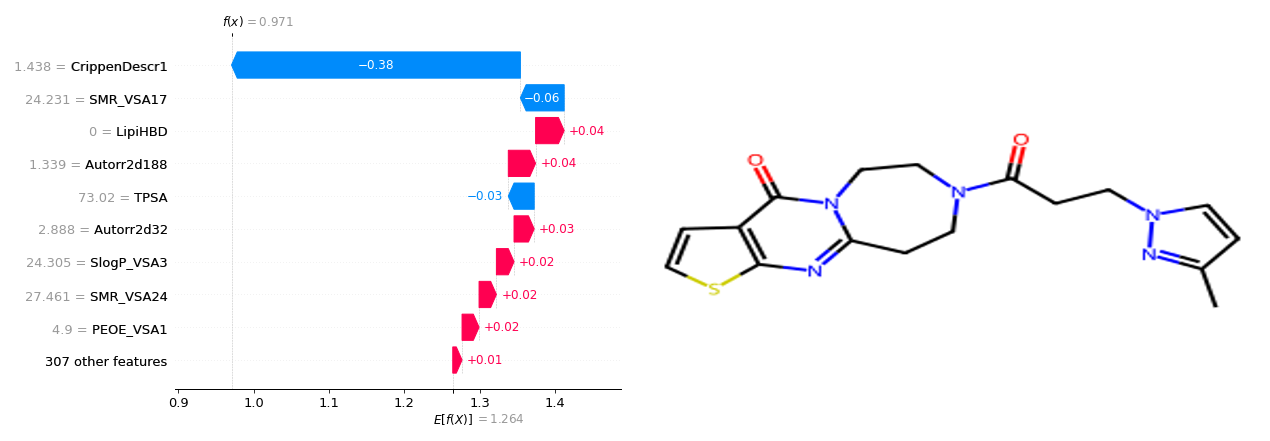 f(x) = 0.971
1.438 = CrippenDescr1
−0.38
24.231 = SMR_VSA17
−0.06
0 = LipiHBD
+0.04
1.339 = Autorr2d188
+0.04
73.02 = TPSA
−0.03
2.888 = Autorr2d32
+0.03
24.305 = SlogP_VSA3
+0.02
27.461 = SMR_VSA24
+0.02
4.9 = PEOE_VSA1
+0.02
307 other features
+0.01
0.9 1.0 1.1 1.2 1.3 1.4
E[f(X)] = 1.264
O
N
N
S
N
O
N
N